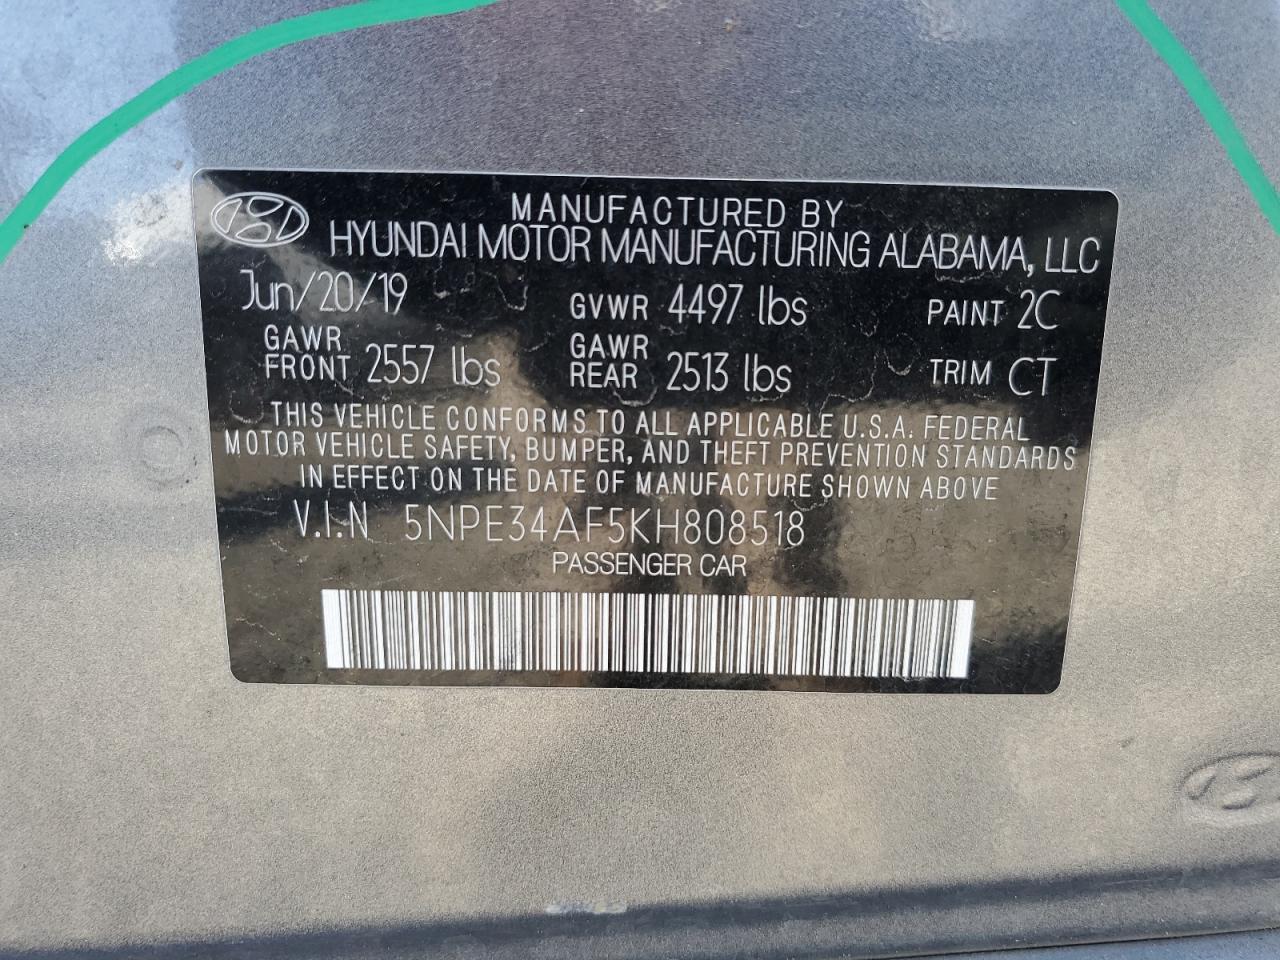 MANUFACTURED BY
HYUNDAI MOTOR MANUFACTURING ALABAMA, LLC
Jun/20/19 GVWR 4497 lbs PAINT 2C
GAWR FRONT 2557 lbs GAWR REAR 2513 lbs TRIM CT
THIS VEHICLE CONFORMS TO ALL APPLICABLE U.S.A. FEDERAL
MOTOR VEHICLE SAFETY, BUMPER, AND THEFT PREVENTION STANDARDS
IN EFFECT ON THE DATE OF MANUFACTURE SHOWN ABOVE
V.I.N 5NPE34AF5KH808518
PASSENGER CAR